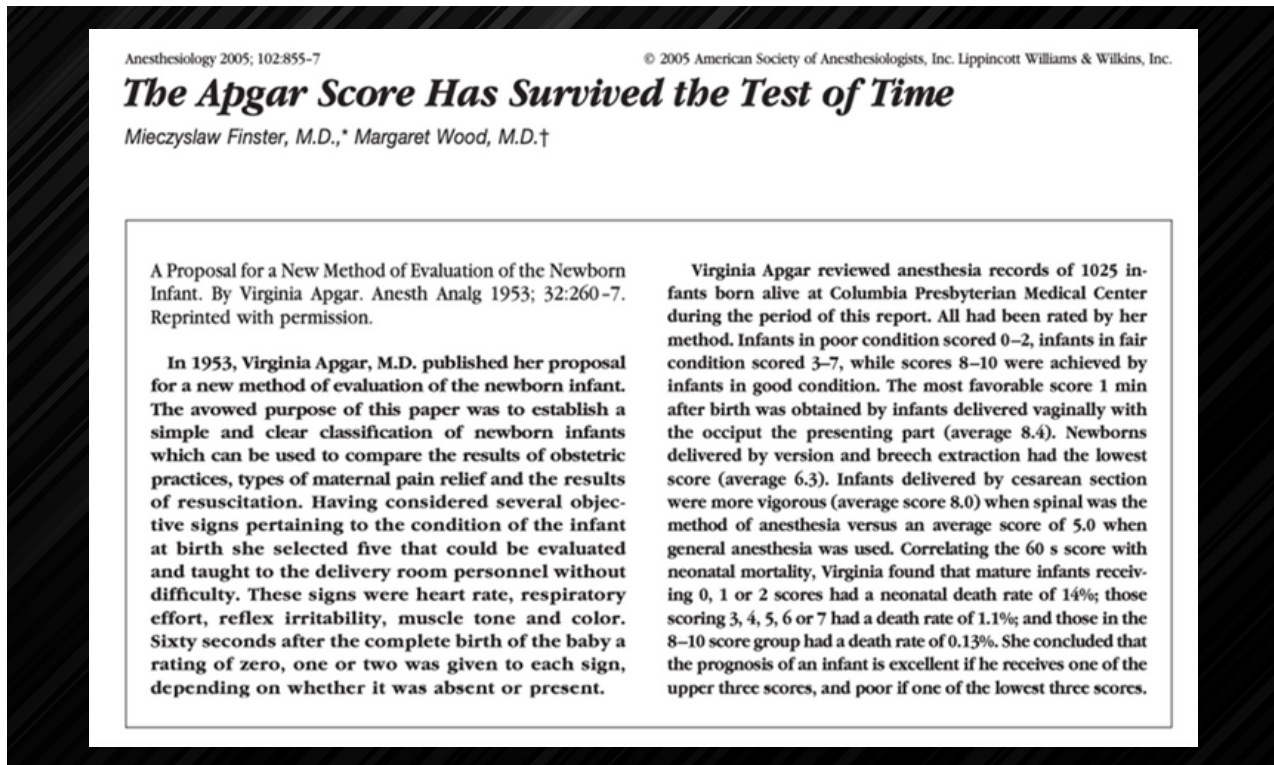 Anesthesiology 2005; 102:855–7
© 2005 American Society of Anesthesiologists, Inc. Lippincott Williams & Wilkins, Inc.
The Apgar Score Has Survived the Test of Time
Mieczyslaw Finster, M.D.,* Margaret Wood, M.D.†
A Proposal for a New Method of Evaluation of the Newborn
Infant. By Virginia Apgar. Anesth Analg 1953; 32:260–7.
Reprinted with permission.
In 1953, Virginia Apgar, M.D. published her proposal
for a new method of evaluation of the newborn infant.
The avowed purpose of this paper was to establish a
simple and clear classification of newborn infants
which can be used to compare the results of obstetric
practices, types of maternal pain relief and the results
of resuscitation. Having considered several objec-
tive signs pertaining to the condition of the infant
at birth she selected five that could be evaluated
and taught to the delivery room personnel without
difficulty. These signs were heart rate, respiratory
effort, reflex irritability, muscle tone and color.
Sixty seconds after the complete birth of the baby a
rating of zero, one or two was given to each sign,
depending on whether it was absent or present.
Virginia Apgar reviewed anesthesia records of 1025 in-
fants born alive at Columbia Presbyterian Medical Center
during the period of this report. All had been rated by her
method. Infants in poor condition scored 0–2, infants in fair
condition scored 3–7, while scores 8–10 were achieved by
infants in good condition. The most favorable score 1 min
after birth was obtained by infants delivered vaginally with
the occiput the presenting part (average 8.4). Newborns
delivered by version and breech extraction had the lowest
score (average 6.3). Infants delivered by cesarean section
were more vigorous (average score 8.0) when spinal was the
method of anesthesia versus an average score of 5.0 when
general anesthesia was used. Correlating the 60 s score with
neonatal mortality, Virginia found that mature infants receiv-
ing 0, 1 or 2 scores had a neonatal death rate of 14%; those
scoring 3, 4, 5, 6 or 7 had a death rate of 1.1%; and those in the
8–10 score group had a death rate of 0.13%. She concluded that
the prognosis of an infant is excellent if he receives one of the
upper three scores, and poor if one of the lowest three scores.